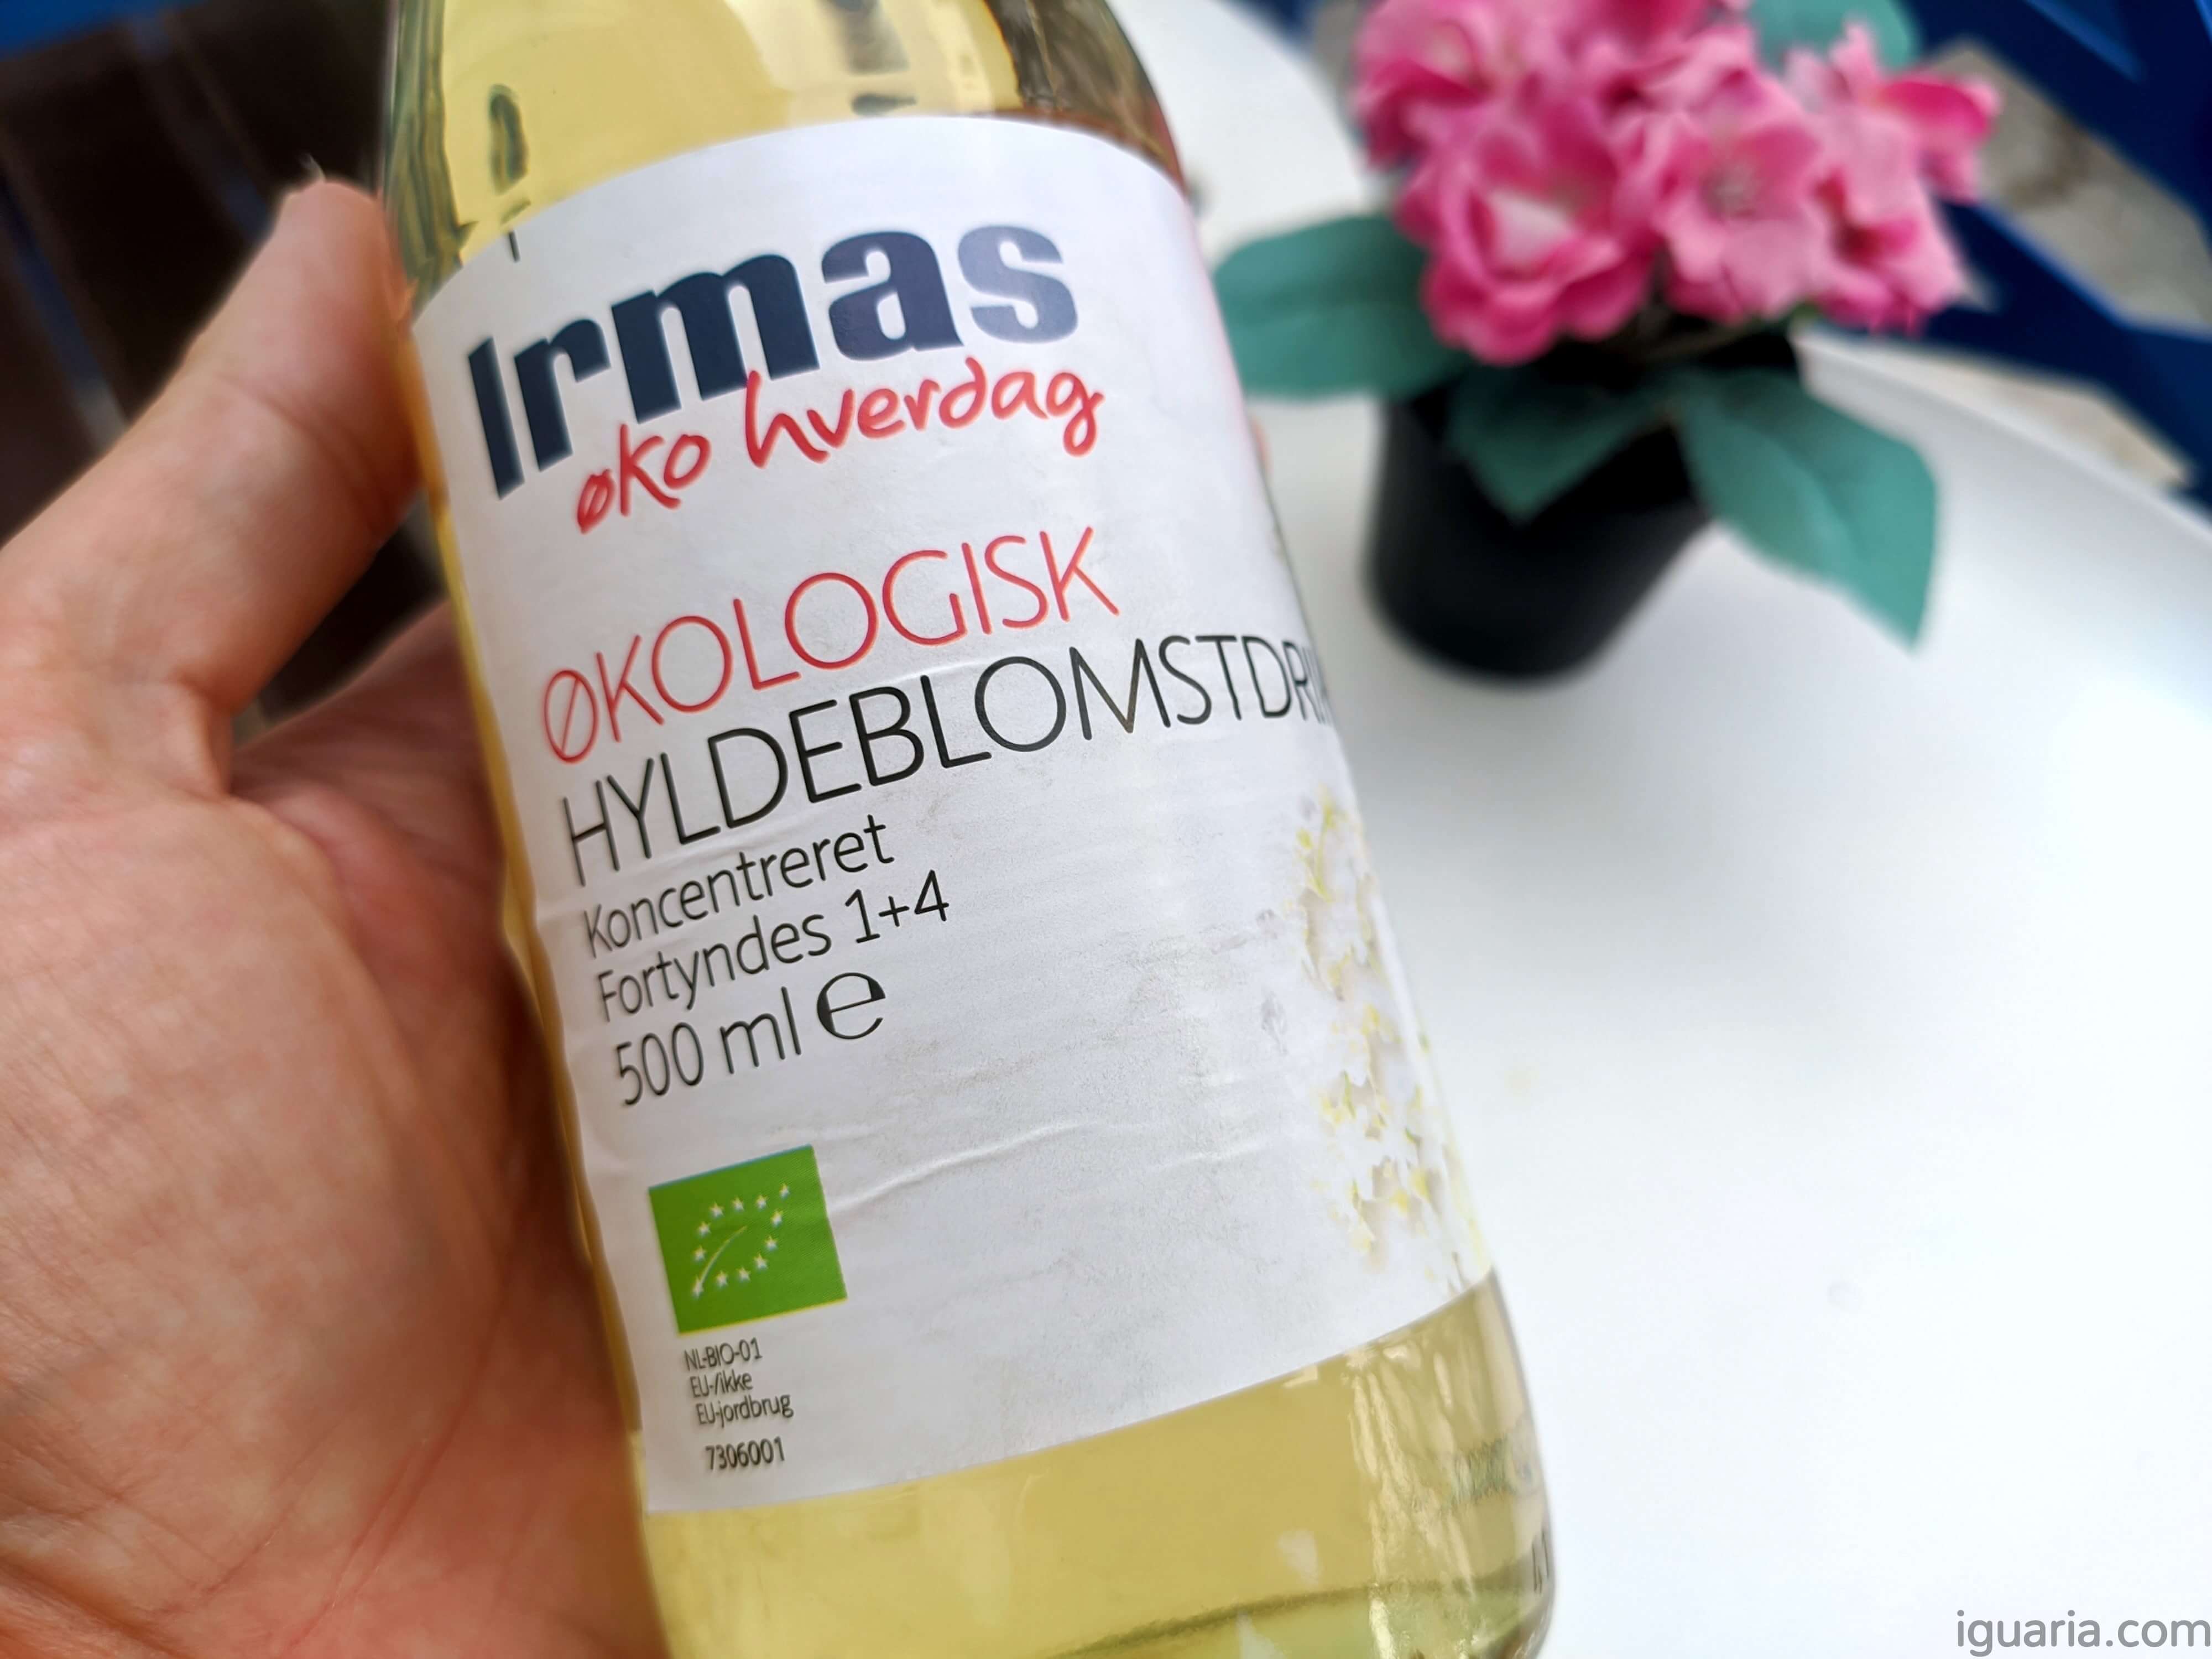 Irmas
øko hverdag
ØKOLOGISK
HYLDEBLOMSTDRI
Koncentreret
Fortyndes 1+4
500 ml e
NL-BIO-01
EU-/ikke
EU-jordbrug
7306001
iguaria.com